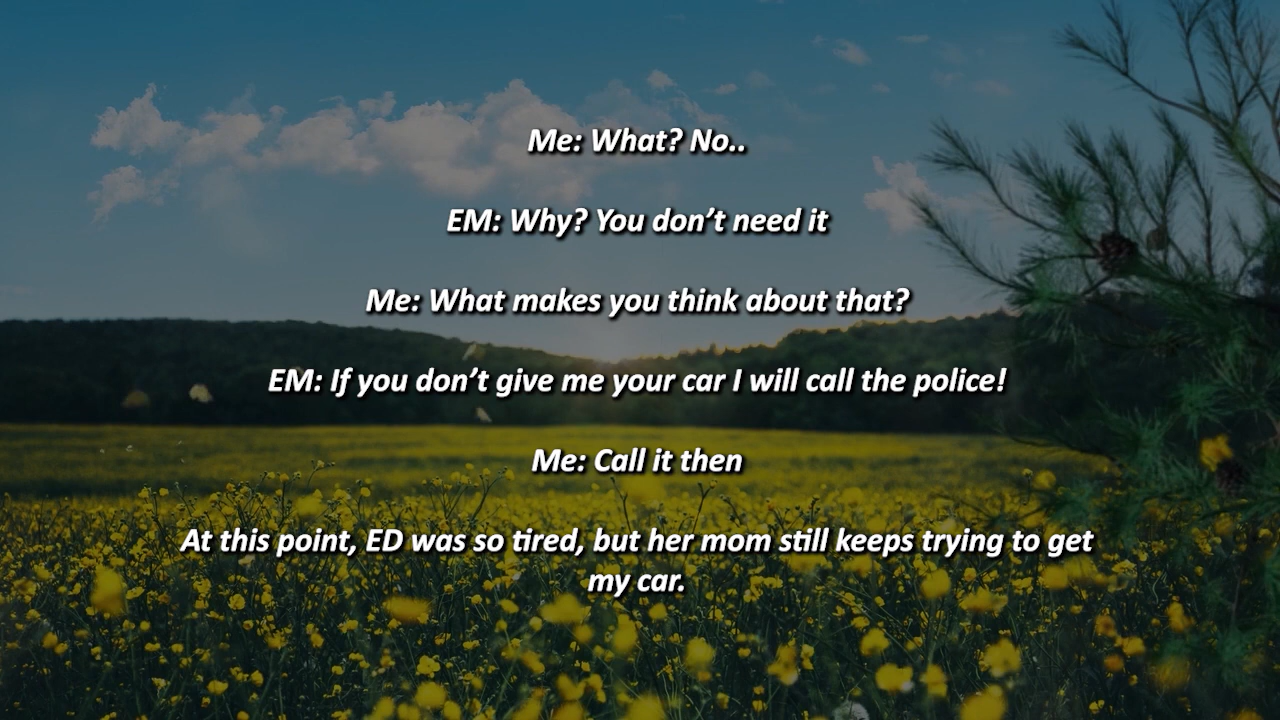 Me: What? No..
EM: Why? You don’t need it
Me: What makes you think about that?
EM: If you don’t give me your car I will call the police!
Me: Call it then
At this point, ED was so tired, but her mom still keeps trying to get
my car.